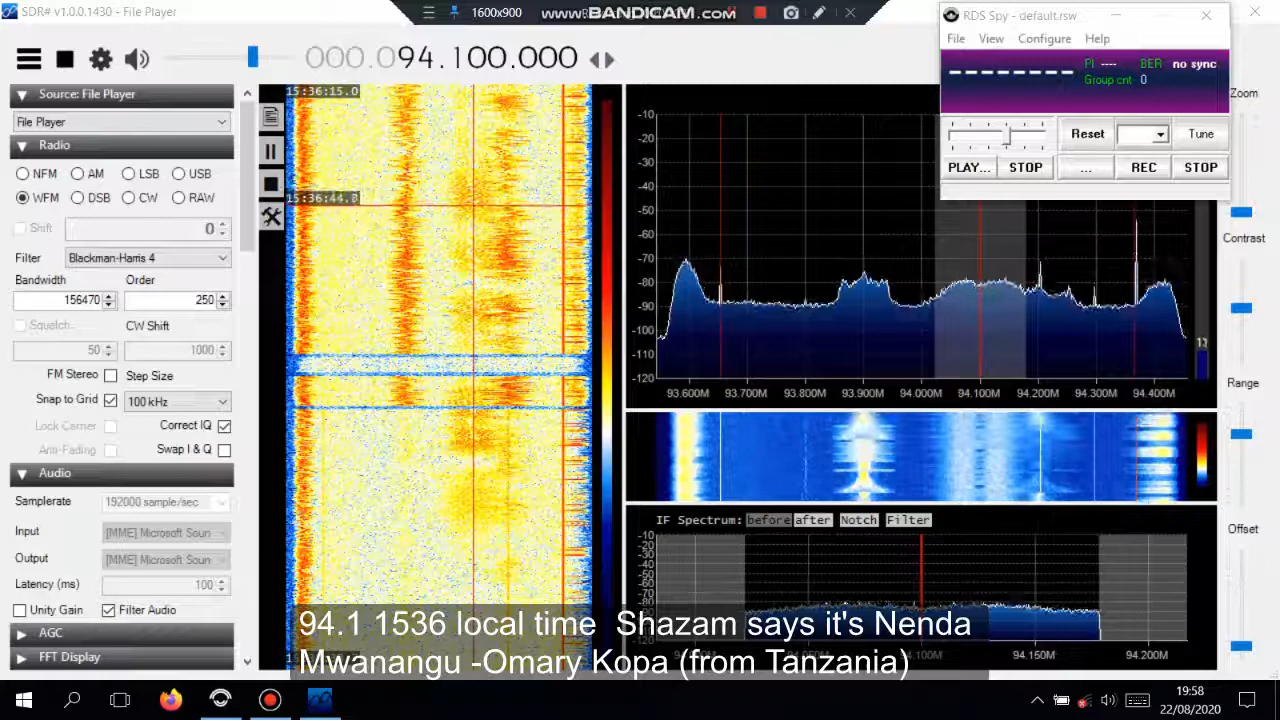 SDR# v1.0.0.1430 - File Player
1600x900
www.BANDICAM.com
RDS Spy - default.rsw
File View Configure Help
PI ----
BER no sync
Group cnt 0
Reset
Tune
PLAY...
STOP
...
REC
STOP
000.094.100.000
Zoom
Contrast
Range
Offset
Source: File Player
File Player
Radio
NFM AM LSB USB
WFM DSB CW RAW
Shift 0
Filter Blackman-Harris 4
Bandwidth Order
156470 250
Squelch CW Shift
50 1000
FM Stereo Step Size
Snap to Grid 100 kHz
Lock Carrier Correct IQ
Anti-Fading Swap I & Q
Audio
Samplerate 192000 sample/sec
Input [MME] Microsoft Soun
Output [MME] Microsoft Soun
Latency (ms) 100
Unity Gain Filter Audio
AGC
FFT Display
15:36:15.0
15:36:44.0
-10
-20
-30
-40
-50
-60
-70
-80
-90
-100
-110
-120
93.600M 93.700M 93.800M 93.900M 94.000M 94.100M 94.200M 94.300M 94.400M
IF Spectrum: before after Notch Filter
-10
-20
-30
-40
-50
-60
-70
-80
94.150M 94.200M
94.1 1536 local time Shazam says it's Nenda
Mwanangu -Omary Kopa (from Tanzania)
19:58
22/08/2020